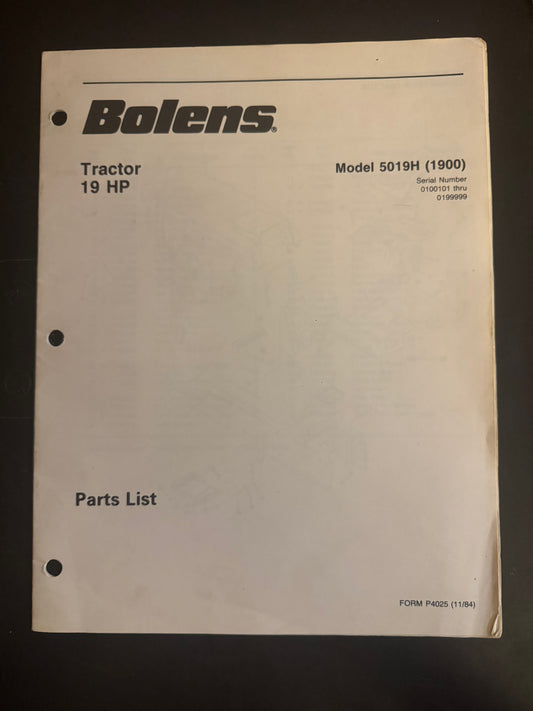 Bolens®
Tractor
19 HP
Model 5019H (1900)
Serial Number
0100101 thru
0199999
Parts List
FORM P4025 (11/84)